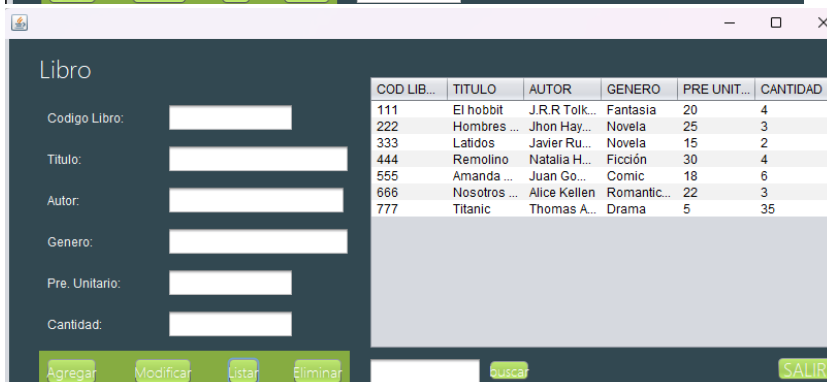 Libro
Codigo Libro:
Titulo:
Autor:
Genero:
Pre. Unitario:
Cantidad:
Agregar Modificar Listar Eliminar
COD LIB... TITULO AUTOR GENERO PRE UNIT... CANTIDAD
111 El hobbit J.R.R Tolk... Fantasia 20 4
222 Hombres ... Jhon Hay... Novela 25 3
333 Latidos Javier Ru... Novela 15 2
444 Remolino Natalia H... Ficción 30 4
555 Amanda ... Juan Go... Comic 18 6
666 Nosotros ... Alice Kellen Romantic... 22 3
777 Titanic Thomas A... Drama 5 35
buscar SALIR